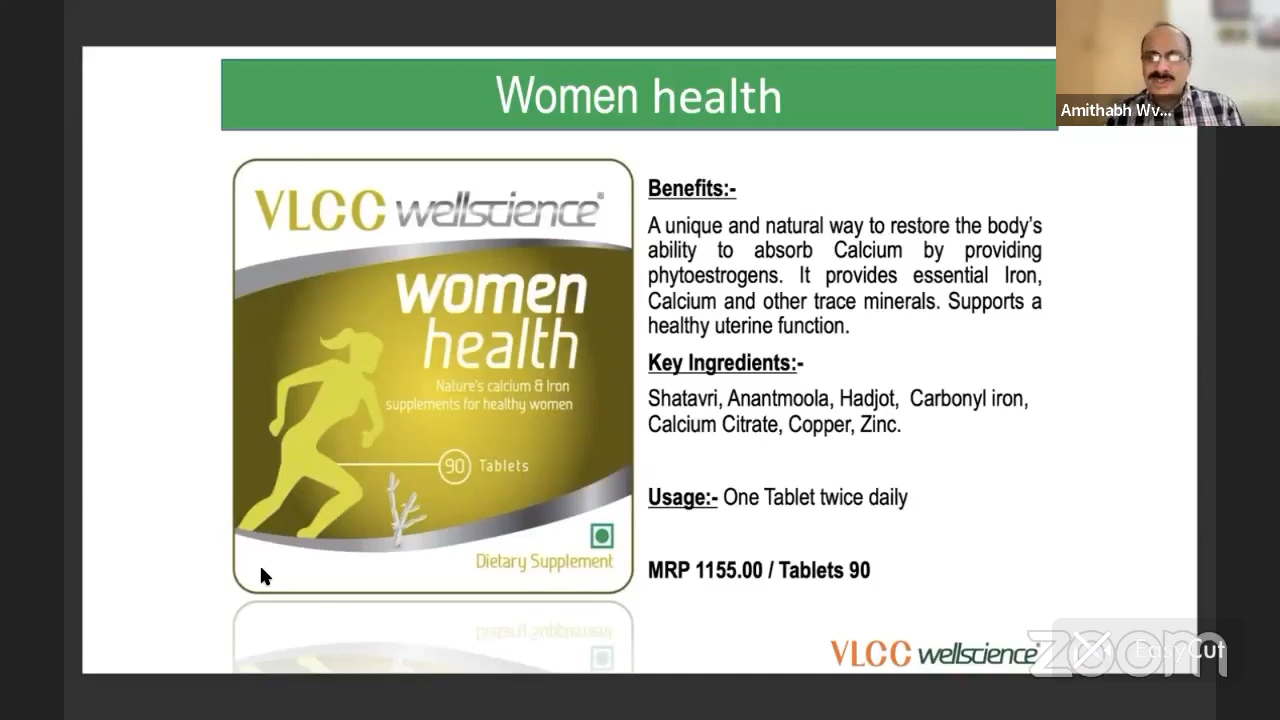 Women health
Amithabh Wv...
VLCC wellscience®
women
health
Nature's calcium & Iron
supplements for healthy women
90 Tablets
Dietary Supplement
Benefits:-
A unique and natural way to restore the body's
ability to absorb Calcium by providing
phytoestrogens. It provides essential Iron,
Calcium and other trace minerals. Supports a
healthy uterine function.
Key Ingredients:-
Shatavri, Anantmoola, Hadjot, Carbonyl iron,
Calcium Citrate, Copper, Zinc.
Usage:- One Tablet twice daily
MRP 1155.00 / Tablets 90
VLCC wellscience
zoom
EasyCut